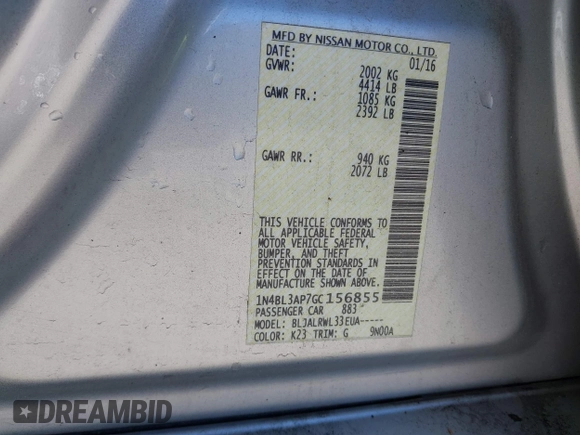 MFD BY NISSAN MOTOR CO., LTD.
DATE: 01/16
GVWR: 2002 KG
4414 LB
GAWR FR.: 1085 KG
2392 LB
GAWR RR.: 940 KG
2072 LB
THIS VEHICLE CONFORMS TO
ALL APPLICABLE FEDERAL
MOTOR VEHICLE SAFETY,
BUMPER, AND THEFT
PREVENTION STANDARDS IN
EFFECT ON THE DATE OF
MANUFACTURE SHOWN ABOVE.
1N4BL3AP7GC156855
PASSENGER CAR 883
MODEL: BLJALRWL33EUA-----
COLOR: K23 TRIM: G 9N00A
DREAMBID